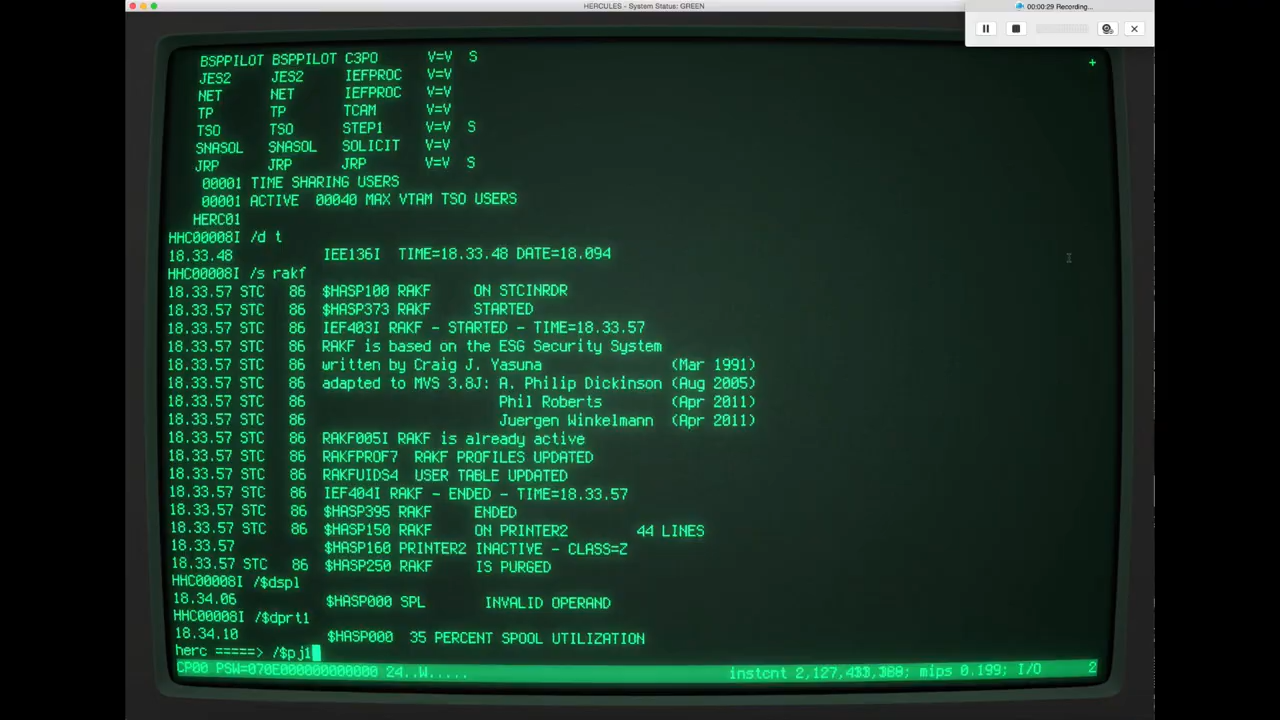 HERCULES - System Status: GREEN
00:00:29 Recording...
BSPPILOT BSPPILOT C3PO V=V S
+
JES2 JES2 IEFPROC V=V
NET NET IEFPROC V=V
TP TP TCAM V=V
TSO TSO STEP1 V=V S
SNASOL SNASOL SOLICIT V=V
JRP JRP JRP V=V S
00001 TIME SHARING USERS
00001 ACTIVE 00040 MAX VTAM TSO USERS
HERC01
HHC00008I /d t
18.33.48 IEE136I TIME=18.33.48 DATE=18.094
HHC00008I /s rakf
18.33.57 STC 86 $HASP100 RAKF ON STCINRDR
18.33.57 STC 86 $HASP373 RAKF STARTED
18.33.57 STC 86 IEF403I RAKF - STARTED - TIME=18.33.57
18.33.57 STC 86 RAKF is based on the ESG Security System
18.33.57 STC 86 written by Craig J. Yasuna (Mar 1991)
18.33.57 STC 86 adapted to MVS 3.8J: A. Philip Dickinson (Aug 2005)
18.33.57 STC 86 Phil Roberts (Apr 2011)
18.33.57 STC 86 Juergen Winkelmann (Apr 2011)
18.33.57 STC 86 RAKF005I RAKF is already active
18.33.57 STC 86 RAKFPROF7 RAKF PROFILES UPDATED
18.33.57 STC 86 RAKFUIDS4 USER TABLE UPDATED
18.33.57 STC 86 IEF404I RAKF - ENDED - TIME=18.33.57
18.33.57 STC 86 $HASP395 RAKF ENDED
18.33.57 STC 86 $HASP150 RAKF ON PRINTER2 44 LINES
18.33.57 $HASP160 PRINTER2 INACTIVE - CLASS=Z
18.33.57 STC 86 $HASP250 RAKF IS PURGED
HHC00008I /$dspl
18.34.06 $HASP000 SPL INVALID OPERAND
HHC00008I /$dprt1
18.34.10 $HASP000 35 PERCENT SPOOL UTILIZATION
herc =====> /$pj1
CP00 PSW=070E000000000000 24..W..... instcnt mips 0.199; I/O 2